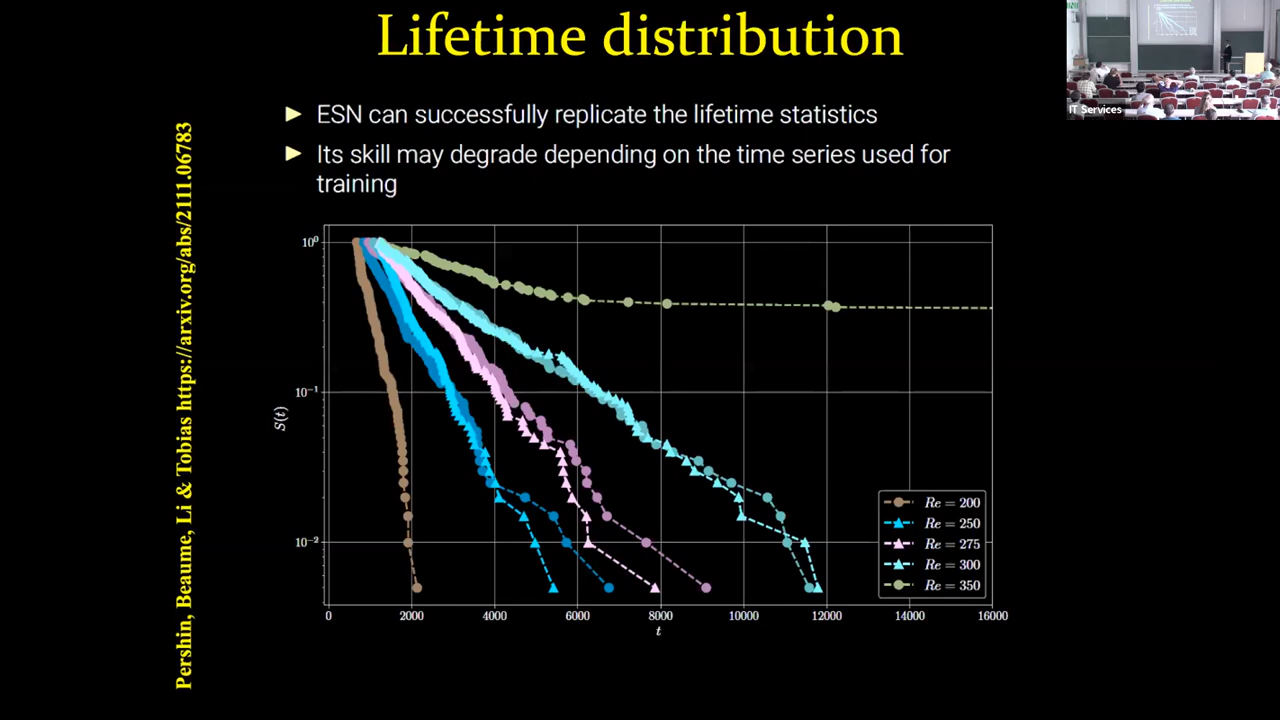 Lifetime distribution
ESN can successfully replicate the lifetime statistics
Its skill may degrade depending on the time series used for
training
Pershin, Beaume, Li & Tobias https://arxiv.org/abs/2111.06783
IT Services
10⁰
10⁻¹
10⁻²
S(t)
0 2000 4000 6000 8000 10000 12000 14000 16000
t
Re = 200
Re = 250
Re = 275
Re = 300
Re = 350